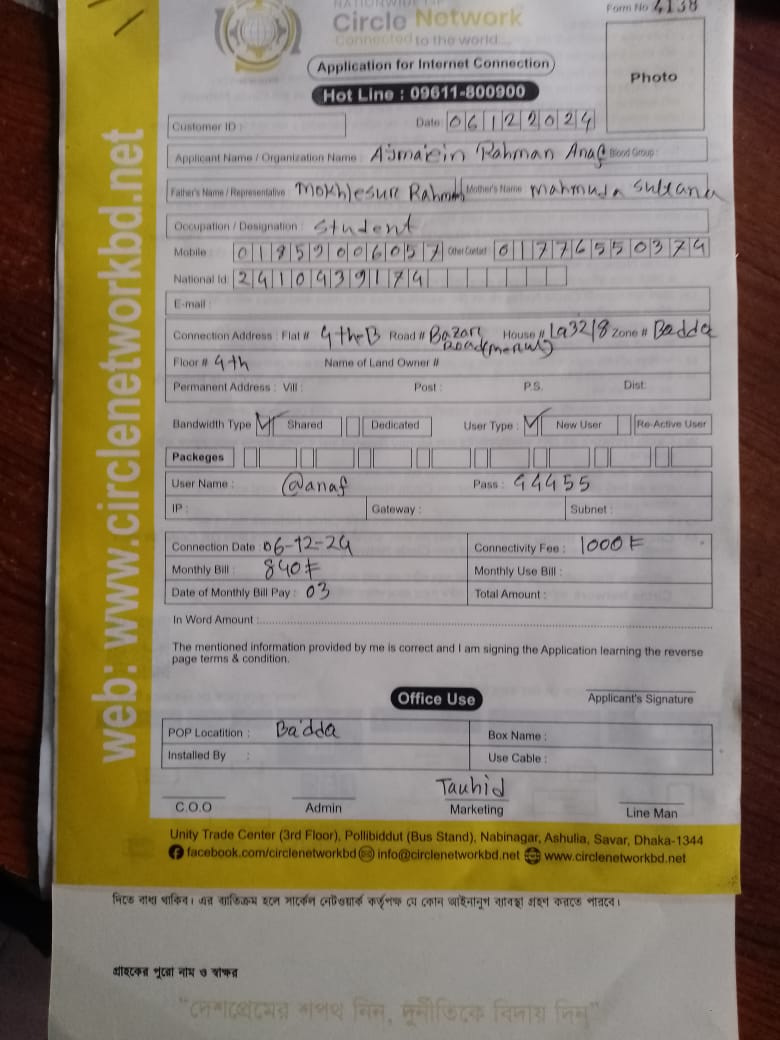 NATIONWIDE ISP
Circle Network
Connected to the world...
Form No 4138
Application for Internet Connection
Photo
Hot Line : 09611-800900
Customer ID :
Date: 06122024
Applicant Name / Organization Name : Ajmaein Rahman Anaf Blood Group :
Father's Name / Representative : Mokhlesur Rahman Mother's Name mahmuda Sultana
Occupation / Designation : Student
Mobile : 01859006057 Other Contact 01776550374
National Id: 2410439174
E-mail :
Connection Address : Flat # 4th-B Road # Bazar Road House # La32/8 Zone # Badda
Floor # 4th Name of Land Owner #
Permanent Address : Vill : Post : P.S. Dist:
Bandwidth Type Shared Dedicated User Type : New User Re-Active User
Packeges
User Name : @anaf Pass : 44455
IP : Gateway : Subnet :
Connection Date : 06-12-24 Connectivity Fee : 1000 ৳
Monthly Bill : 840 ৳ Monthly Use Bill :
Date of Monthly Bill Pay : 03 Total Amount :
In Word Amount :
The mentioned information provided by me is correct and I am signing the Application learning the reverse
page terms & condition.
Office Use
Applicant's Signature
POP Locatition : Badda Box Name :
Installed By : Use Cable :
Tauhid
C.O.O Admin Marketing Line Man
Unity Trade Center (3rd Floor), Pollibiddut (Bus Stand), Nabinagar, Ashulia, Savar, Dhaka-1344
facebook.com/circlenetworkbd info@circlenetworkbd.net www.circlenetworkbd.net
web: www.circlenetworkbd.net
দিতে বাধ্য থাকিব। এর ব্যতিক্রম হলে সার্কেল নেটওয়ার্ক কর্তৃপক্ষ যে কোন আইনানুগ ব্যবস্থা গ্রহণ করতে পারবে।
গ্রাহকের পুরো নাম ও স্বাক্ষর
"দেশপ্রেমের শপথ নিন, দুর্নীতিকে বিদায় দিন"